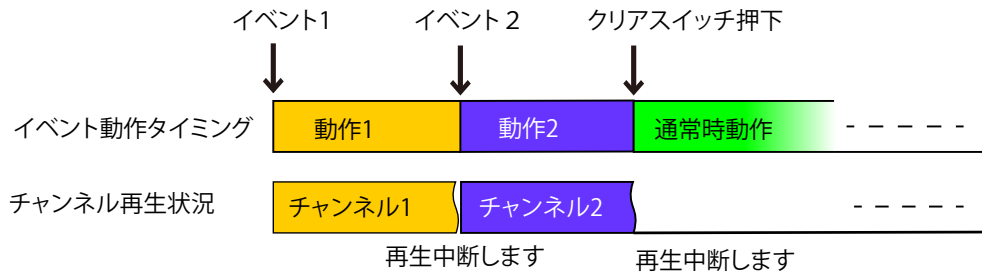 イベント1 イベント2 クリアスイッチ押下
イベント動作タイミング 動作1 動作2 通常時動作
チャンネル再生状況 チャンネル1 チャンネル2
再生中断します 再生中断します